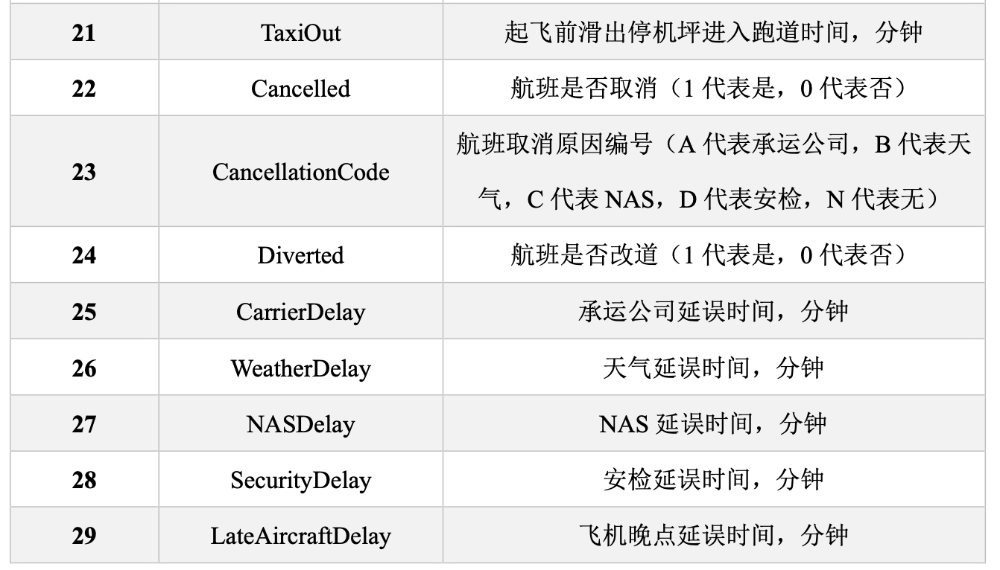 21 TaxiOut 起飞前滑出停机坪进入跑道时间，分钟
22 Cancelled 航班是否取消（1 代表是，0 代表否）
23 CancellationCode 航班取消原因编号（A 代表承运公司，B 代表天
气，C 代表 NAS，D 代表安检，N 代表无）
24 Diverted 航班是否改道（1 代表是，0 代表否）
25 CarrierDelay 承运公司延误时间，分钟
26 WeatherDelay 天气延误时间，分钟
27 NASDelay NAS 延误时间，分钟
28 SecurityDelay 安检延误时间，分钟
29 LateAircraftDelay 飞机晚点延误时间，分钟